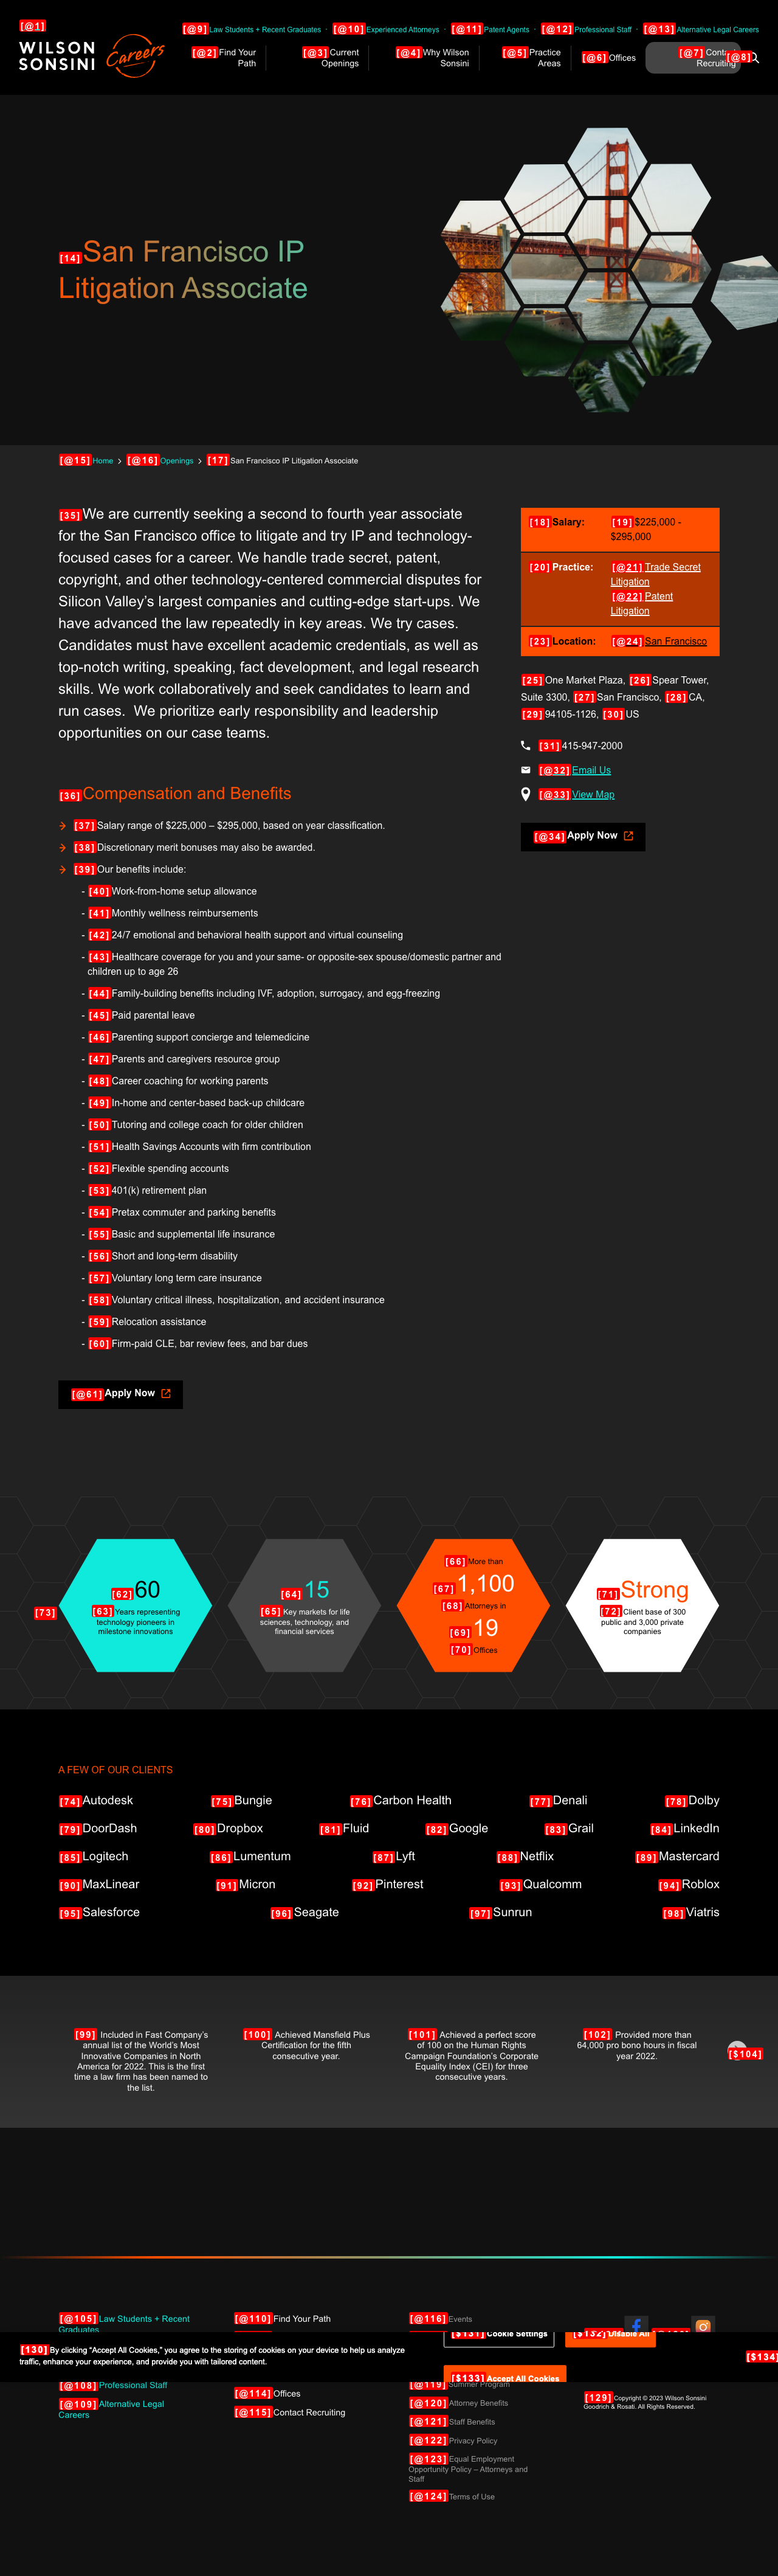 [@1]
WILSON
SONSINI Careers
[@9] Law Students + Recent Graduates · [@10] Experienced Attorneys · [@11] Patent Agents · [@12] Professional Staff · [@13] Alternative Legal Careers
[@2] Find Your
Path
[@3] Current
Openings
[@4] Why Wilson
Sonsini
[@5] Practice
Areas
[@6] Offices
[@7]
Recruiting
[@8]
[14] San Francisco IP
Litigation Associate
[@15] Home > [@16] Openings > [17] San Francisco IP Litigation Associate
[35] We are currently seeking a second to fourth year associate
for the San Francisco office to litigate and try IP and technology-
focused cases for a career. We handle trade secret, patent,
copyright, and other technology-centered commercial disputes for
Silicon Valley's largest companies and cutting-edge start-ups. We
have advanced the law repeatedly in key areas. We try cases.
Candidates must have excellent academic credentials, as well as
top-notch writing, speaking, fact development, and legal research
skills. We work collaboratively and seek candidates to learn and
run cases.  We prioritize early responsibility and leadership
opportunities on our case teams.
[18] Salary: [19] $225,000 -
$295,000
[20] Practice: [@21] Trade Secret
Litigation
[@22] Patent
Litigation
[23] Location: [@24] San Francisco
[25] One Market Plaza, [26] Spear Tower,
Suite 3300, [27] San Francisco, [28] CA,
[29] 94105-1126, [30] US
[31] 415-947-2000
[@32] Email Us
[@33] View Map
[@34] Apply Now
[36] Compensation and Benefits
[37] Salary range of $225,000 – $295,000, based on year classification.
[38] Discretionary merit bonuses may also be awarded.
[39] Our benefits include:
- [40] Work-from-home setup allowance
- [41] Monthly wellness reimbursements
- [42] 24/7 emotional and behavioral health support and virtual counseling
- [43] Healthcare coverage for you and your same- or opposite-sex spouse/domestic partner and
children up to age 26
- [44] Family-building benefits including IVF, adoption, surrogacy, and egg-freezing
- [45] Paid parental leave
- [46] Parenting support concierge and telemedicine
- [47] Parents and caregivers resource group
- [48] Career coaching for working parents
- [49] In-home and center-based back-up childcare
- [50] Tutoring and college coach for older children
- [51] Health Savings Accounts with firm contribution
- [52] Flexible spending accounts
- [53] 401(k) retirement plan
- [54] Pretax commuter and parking benefits
- [55] Basic and supplemental life insurance
- [56] Short and long-term disability
- [57] Voluntary long term care insurance
- [58] Voluntary critical illness, hospitalization, and accident insurance
- [59] Relocation assistance
- [60] Firm-paid CLE, bar review fees, and bar dues
[@61] Apply Now
[73]
[62] 60
[63] Years representing
technology pioneers in
milestone innovations
[64] 15
[65] Key markets for life
sciences, technology, and
financial services
[66] More than
[67] 1,100
[68] Attorneys in
[69] 19
[70] Offices
[71] Strong
[72] Client base of 300
public and 3,000 private
companies
A FEW OF OUR CLIENTS
[74] Autodesk [75] Bungie [76] Carbon Health [77] Denali [78] Dolby
[79] DoorDash [80] Dropbox [81] Fluid [82] Google [83] Grail [84] LinkedIn
[85] Logitech [86] Lumentum [87] Lyft [88] Netflix [89] Mastercard
[90] MaxLinear [91] Micron [92] Pinterest [93] Qualcomm [94] Roblox
[95] Salesforce [96] Seagate [97] Sunrun [98] Viatris
[99] Included in Fast Company's
annual list of the World's Most
Innovative Companies in North
America for 2022. This is the first
time a law firm has been named to
the list.
[100] Achieved Mansfield Plus
Certification for the fifth
consecutive year.
[101] Achieved a perfect score
of 100 on the Human Rights
Campaign Foundation's Corporate
Equality Index (CEI) for three
consecutive years.
[102] Provided more than
64,000 pro bono hours in fiscal
year 2022.
[$104]
[@105] Law Students + Recent
Graduates
[@110] Find Your Path
[@116] Events
[130] By clicking “Accept All Cookies,” you agree to the storing of cookies on your device to help us analyze
traffic, enhance your experience, and provide you with tailored content.
[$131] Cookie Settings
[$132] Disable All
[$133] Accept All Cookies
[$134]
[@108] Professional Staff
[@109] Alternative Legal
Careers
[@114] Offices
[@115] Contact Recruiting
[@119] Summer Program
[@120] Attorney Benefits
[@121] Staff Benefits
[@122] Privacy Policy
[@123] Equal Employment
Opportunity Policy – Attorneys and
Staff
[@124] Terms of Use
[129] Copyright © 2023 Wilson Sonsini
Goodrich & Rosati. All Rights Reserved.